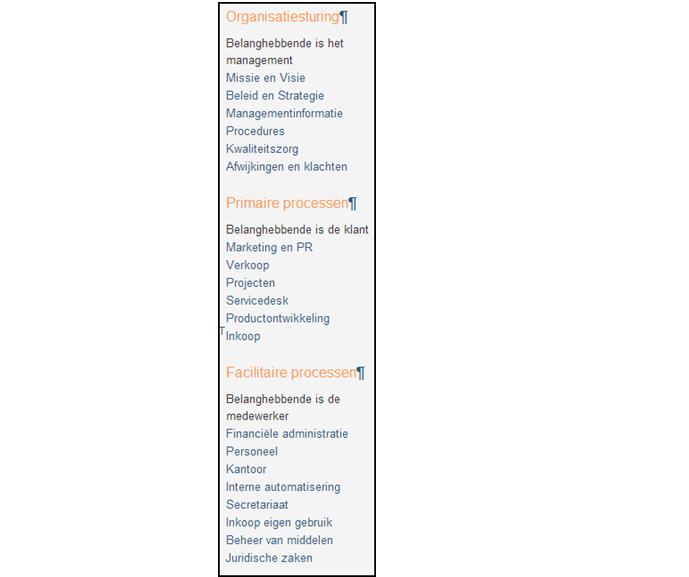 Organisatiesturing¶
Belanghebbende is het
management
Missie en Visie
Beleid en Strategie
Managementinformatie
Procedures
Kwaliteitszorg
Afwijkingen en klachten
Primaire processen¶
Belanghebbende is de klant
Marketing en PR
Verkoop
Projecten
Servicedesk
Productontwikkeling
T
Inkoop
Facilitaire processen¶
Belanghebbende is de
medewerker
Financiële administratie
Personeel
Kantoor
Interne automatisering
Secretariaat
Inkoop eigen gebruik
Beheer van middelen
Juridische zaken